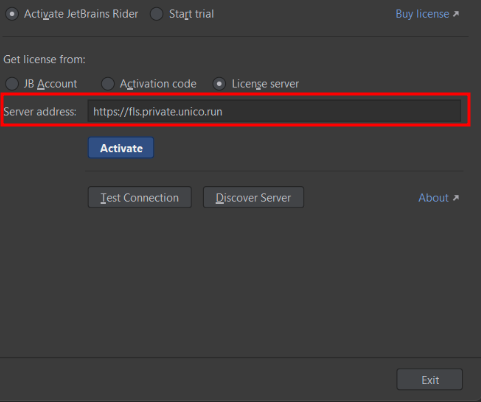 Activate JetBrains Rider Start trial Buy license ↗
Get license from:
JB Account Activation code License server
Server address: https://fls.private.unico.run
Activate
Test Connection Discover Server About ↗
Exit